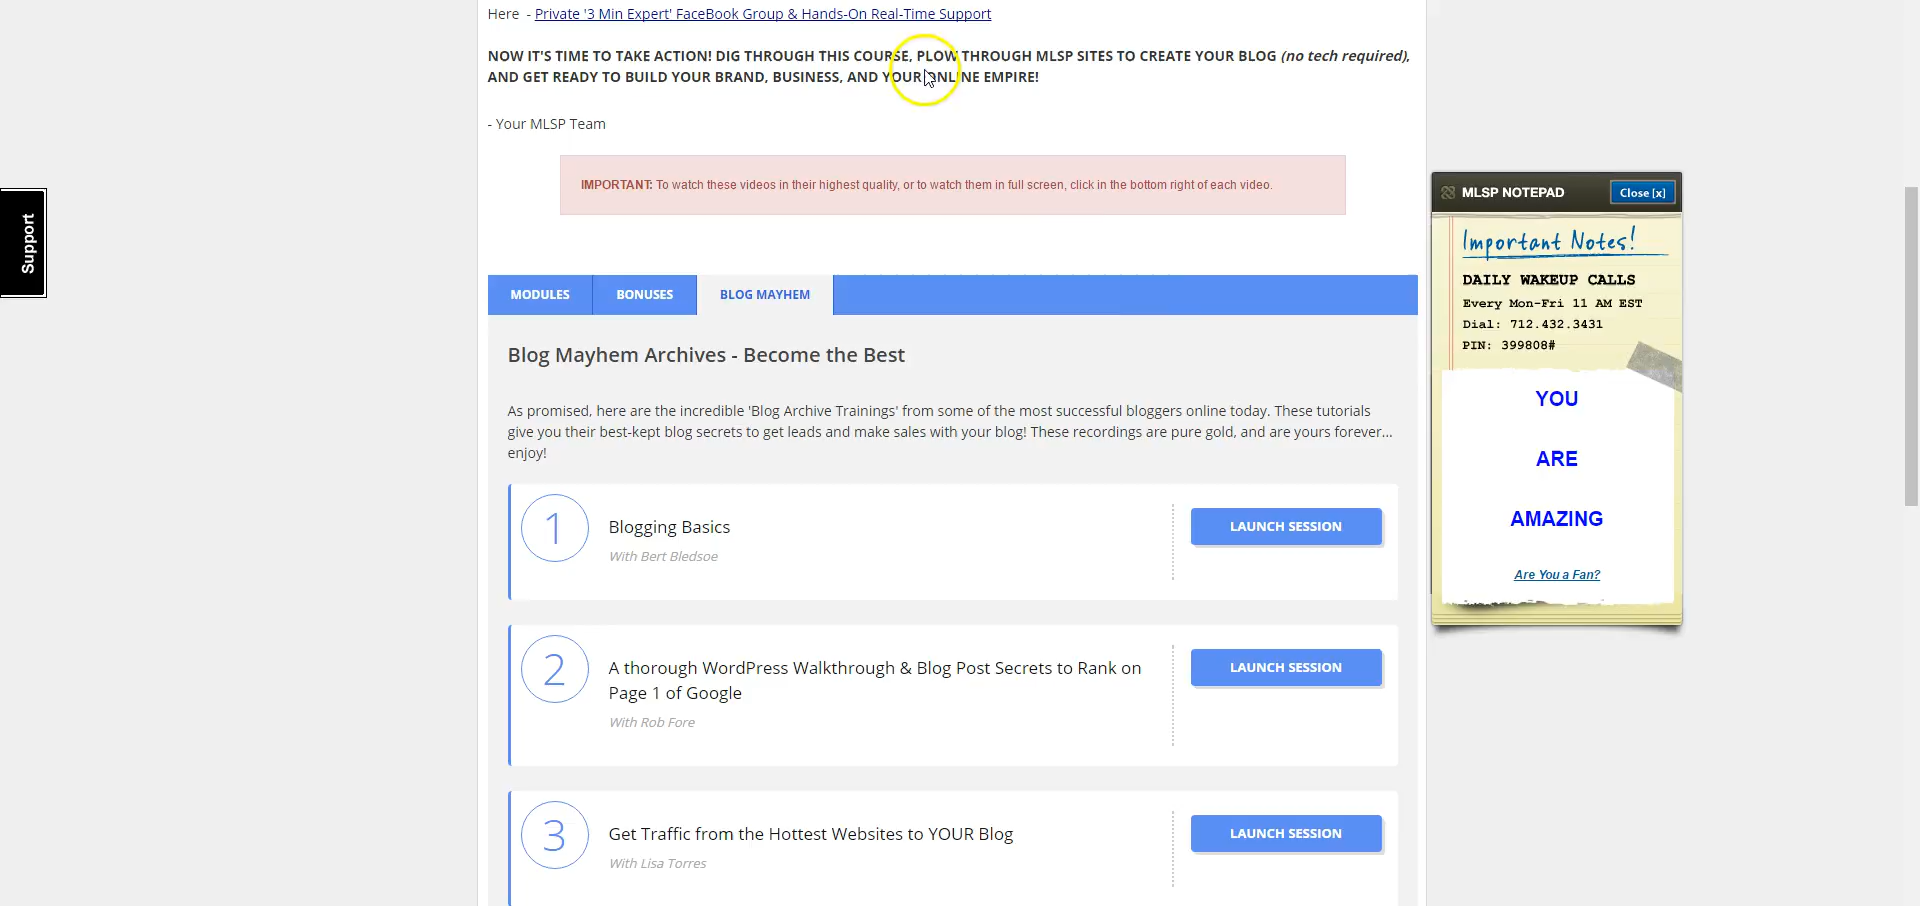 Here - Private '3 Min Expert' FaceBook Group & Hands-On Real-Time Support
NOW IT'S TIME TO TAKE ACTION! DIG THROUGH THIS COURSE, PLOW THROUGH MLSP SITES TO CREATE YOUR BLOG (no tech required),
AND GET READY TO BUILD YOUR BRAND, BUSINESS, AND YOUR ONLINE EMPIRE!
- Your MLSP Team
IMPORTANT: To watch these videos in their highest quality, or to watch them in full screen, click in the bottom right of each video.
Support
MODULES BONUSES BLOG MAYHEM
Blog Mayhem Archives - Become the Best
As promised, here are the incredible 'Blog Archive Trainings' from some of the most successful bloggers online today. These tutorials
give you their best-kept blog secrets to get leads and make sales with your blog! These recordings are pure gold, and are yours forever...
enjoy!
1
Blogging Basics
With Bert Bledsoe
LAUNCH SESSION
2
A thorough WordPress Walkthrough & Blog Post Secrets to Rank on
Page 1 of Google
With Rob Fore
LAUNCH SESSION
3
Get Traffic from the Hottest Websites to YOUR Blog
With Lisa Torres
LAUNCH SESSION
MLSP NOTEPAD
Close [x]
Important Notes!
DAILY WAKEUP CALLS
Every Mon-Fri 11 AM EST
Dial: 712.432.3431
PIN: 399808#
YOU
ARE
AMAZING
Are You a Fan?